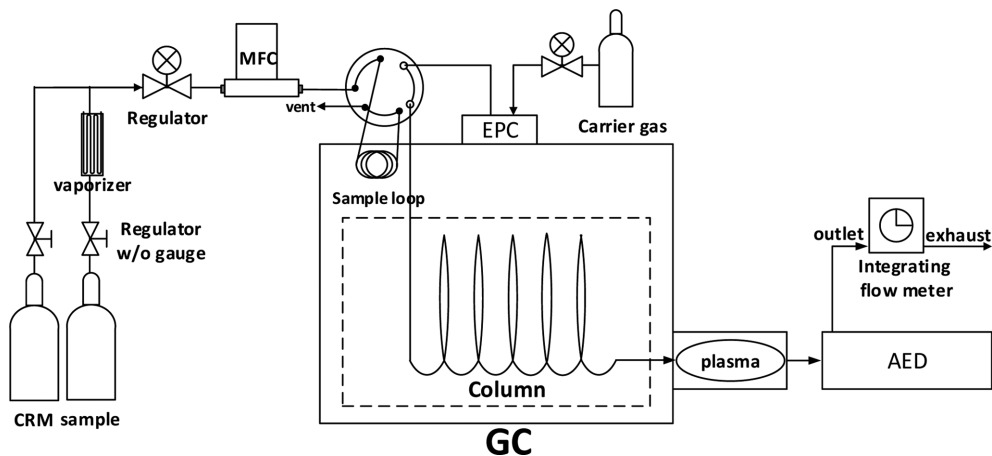 MFC
Regulator
vent
EPC
Carrier gas
vaporizer
Sample loop
Regulator
w/o gauge
outlet
exhaust
Integrating
flow meter
plasma
AED
Column
CRM sample
GC